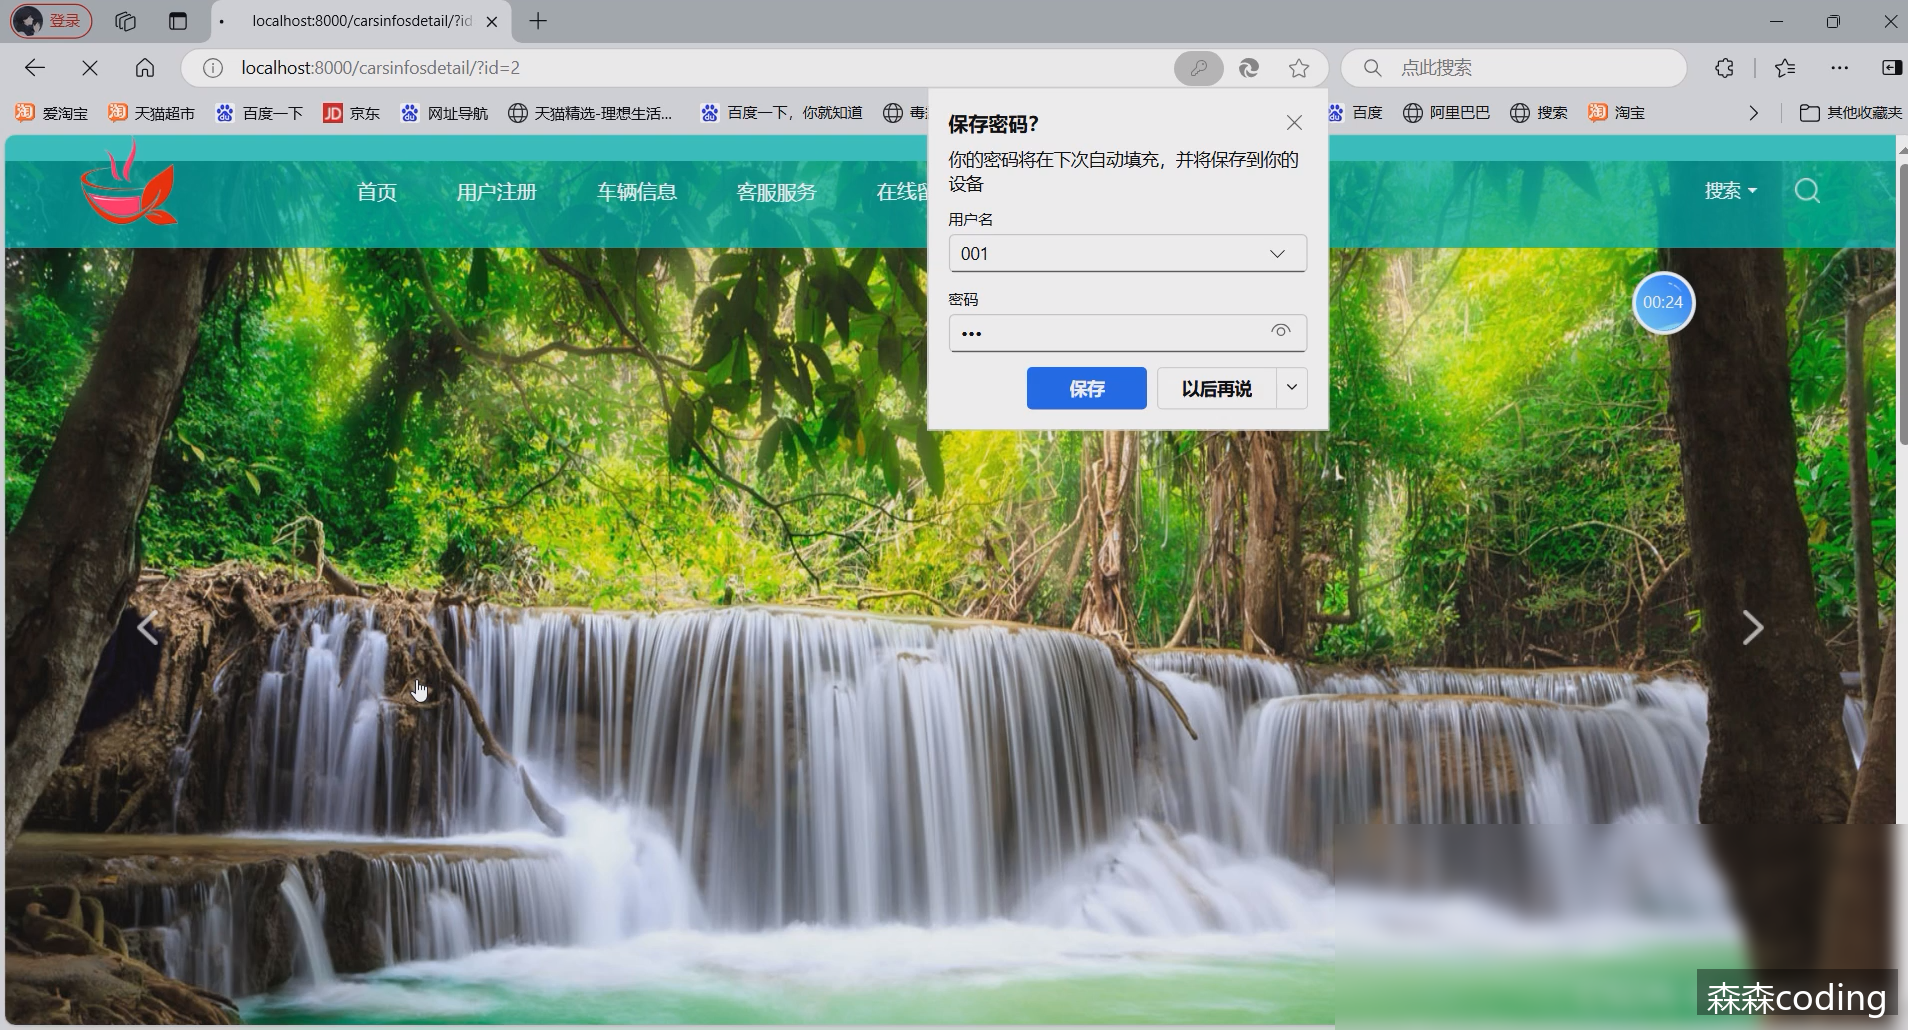 登录
localhost:8000/carsinfosdetail/?id
localhost:8000/carsinfosdetail/?id=2
点此搜索
爱淘宝
天猫超市
百度一下
京东
网址导航
天猫精选-理想生活...
百度一下，你就知道
百度
阿里巴巴
搜索
淘宝
其他收藏夹
首页
用户注册
车辆信息
客服服务
在线
搜索
保存密码?
你的密码将在下次自动填充，并将保存到你的
设备
用户名
001
密码
保存
以后再说
00:24
森森coding